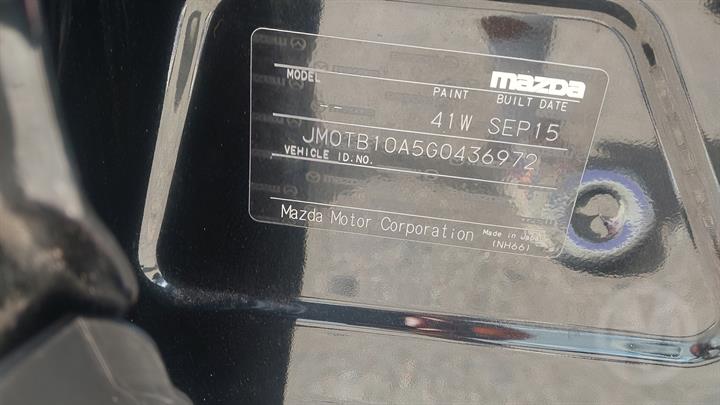 mazda
MODEL PAINT BUILT DATE
-- 41W SEP15
JM0TB10A5G0436972
VEHICLE ID.NO.
Mazda Motor Corporation Made in Japan
(NH66)